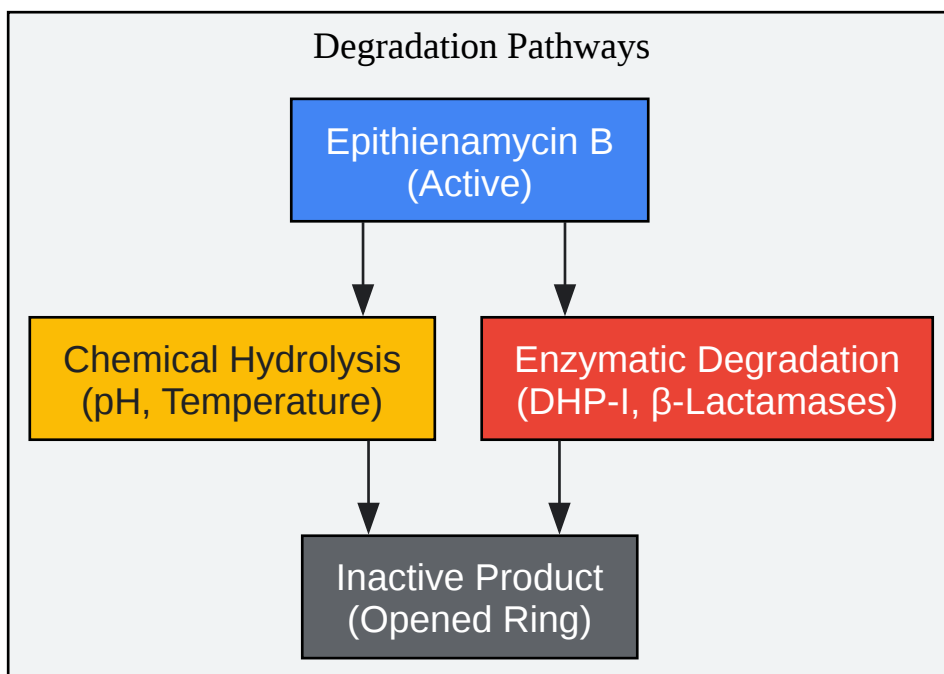 Degradation Pathways
Epithienamycin B
(Active)
Chemical Hydrolysis
(pH, Temperature)
Enzymatic Degradation
(DHP-I, β-Lactamases)
Inactive Product
(Opened Ring)